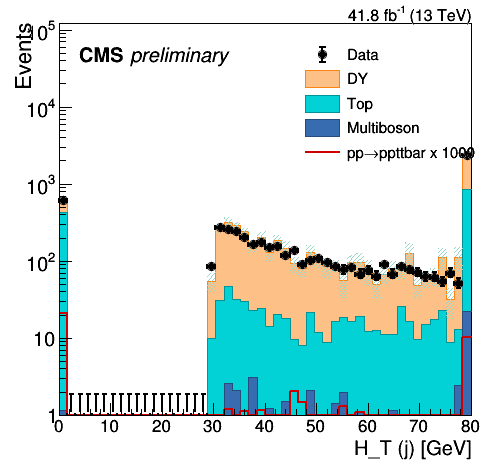 41.8 fb⁻¹ (13 TeV)
Events
CMS preliminary
Data
DY
Top
Multiboson
pp→ppttbar x 1000
10⁵
10⁴
10³
10²
10
1
0 10 20 30 40 50 60 70 80
H_T (j) [GeV]